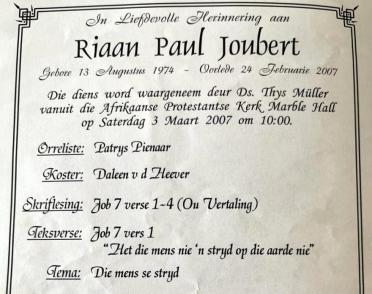 In Liefdevolle Herinnering aan
Riaan Paul Joubert
Gebore 13 Augustus 1974 - Oorlede 24 Februarie 2007
Die diens word waargeneem deur Ds. Thys Müller
vanuit die Afrikaanse Protestantse Kerk Marble Hall
op Saterdag 3 Maart 2007 om 10:00.
Orreliste: Patrys Pienaar
Koster: Daleen v d Heever
Skriflesing: Job 7 verse 1-4 (Ou Vertaling)
Teksverse: Job 7 vers 1
"Het die mens nie 'n stryd op die aarde nie"
Tema: Die mens se stryd